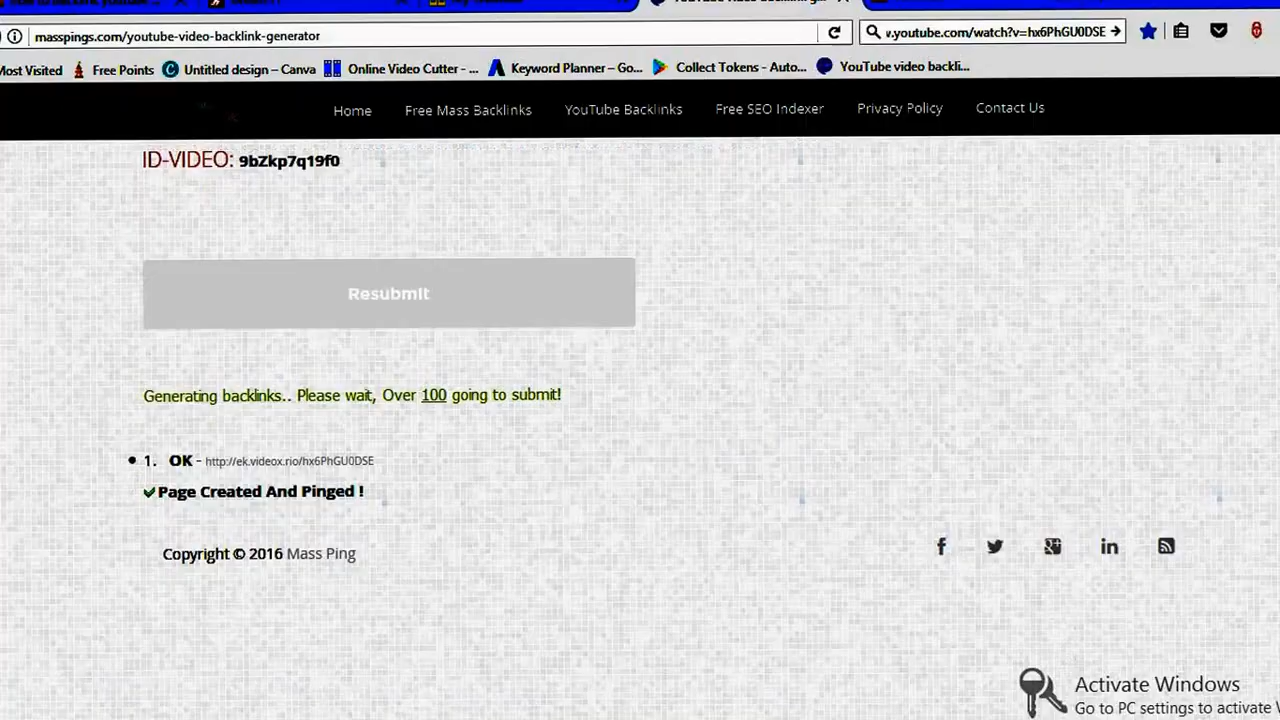 masspings.com/youtube-video-backlink-generator
v.youtube.com/watch?v=hx6PhGU0DSE
Most Visited Free Points Untitled design – Canva Online Video Cutter - ... Keyword Planner – Go... Collect Tokens - Auto... YouTube video backli...
Home Free Mass Backlinks YouTube Backlinks Free SEO Indexer Privacy Policy Contact Us
ID-VIDEO: 9bZkp7q19f0
Resubmit
Generating backlinks.. Please wait, Over 100 going to submit!
1. OK - http://ek.videox.rio/hx6PhGU0DSE
Page Created And Pinged !
Copyright © 2016 Mass Ping
Activate Windows
Go to PC settings to activate